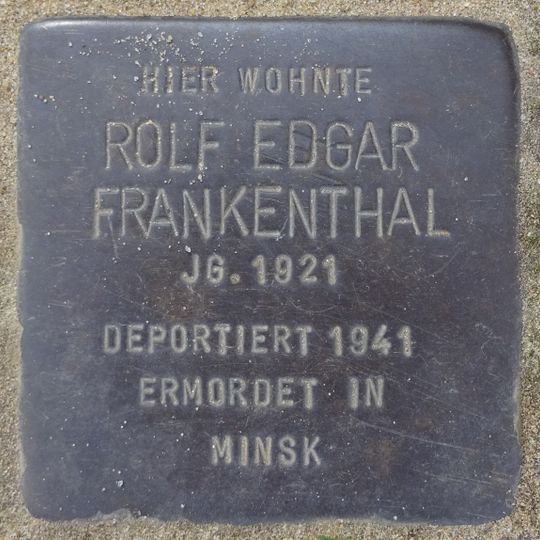 HIER WOHNTE
ROLF EDGAR
FRANKENTHAL
JG. 1921
DEPORTIERT 1941
ERMORDET IN
MINSK